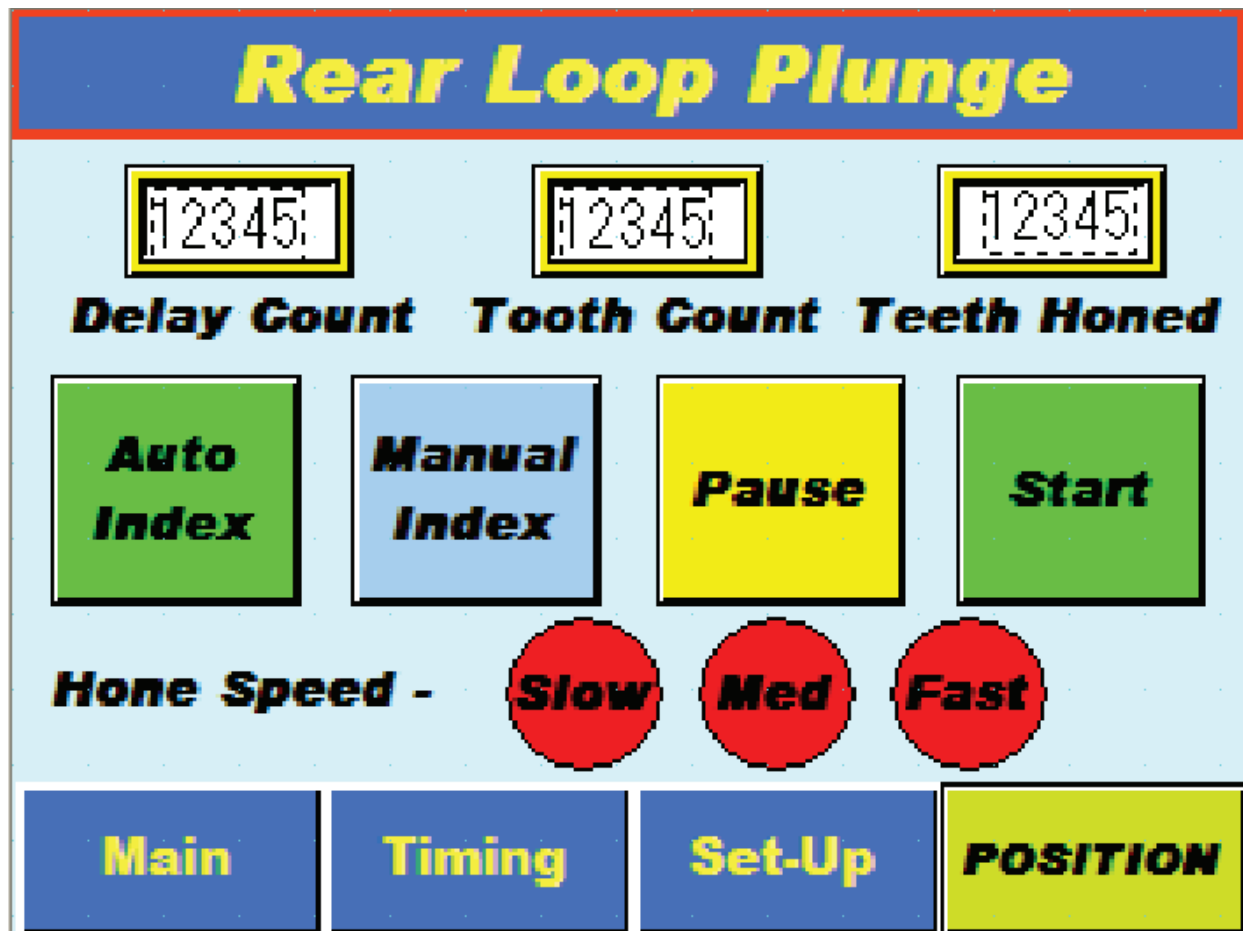 Rear Loop Plunge
12345 12345 12345
Delay Count Tooth Count Teeth Honed
Auto Index
Manual Index
Pause
Start
Hone Speed - Slow Med Fast
Main Timing Set-Up POSITION